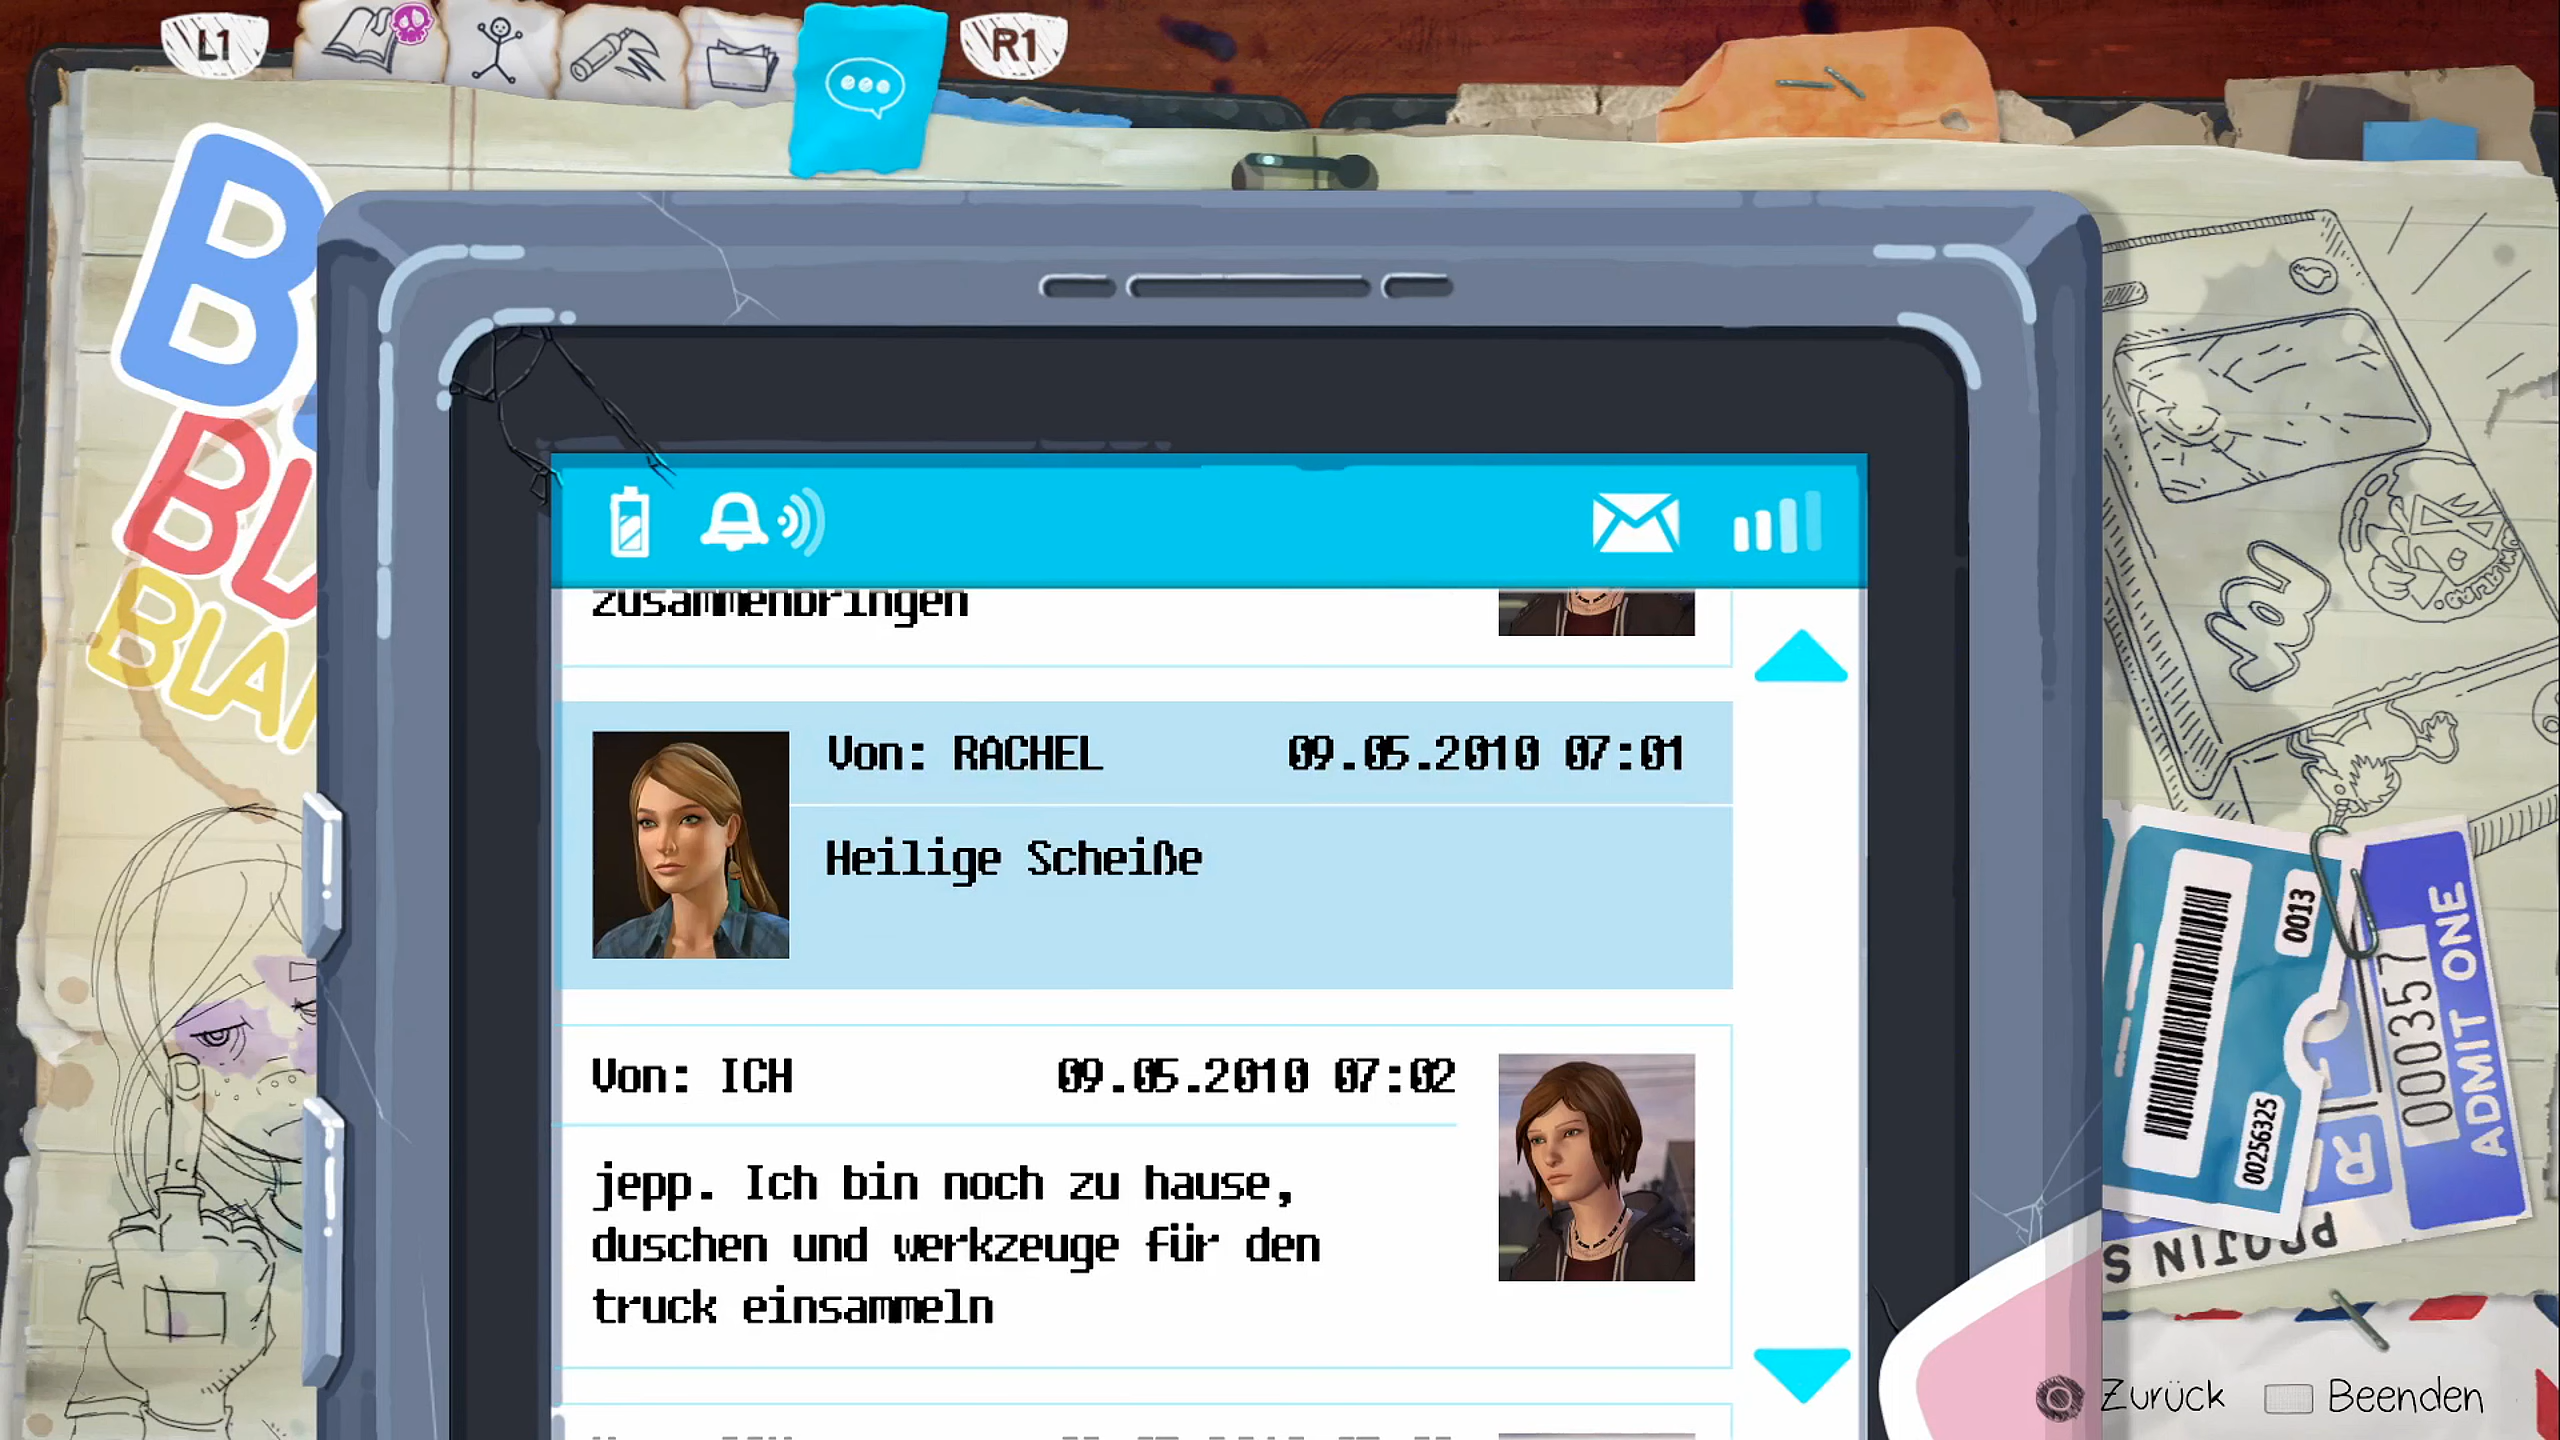 L1
R1
BLAH
zusammenbringen
Von: RACHEL 09.05.2010 07:01
Heilige Scheiße
Von: ICH 09.05.2010 07:02
jepp. Ich bin noch zu hause,
duschen und werkzeuge für den
truck einsammeln
0013
00256325
000357
ADMIT ONE
Zurück
Beenden